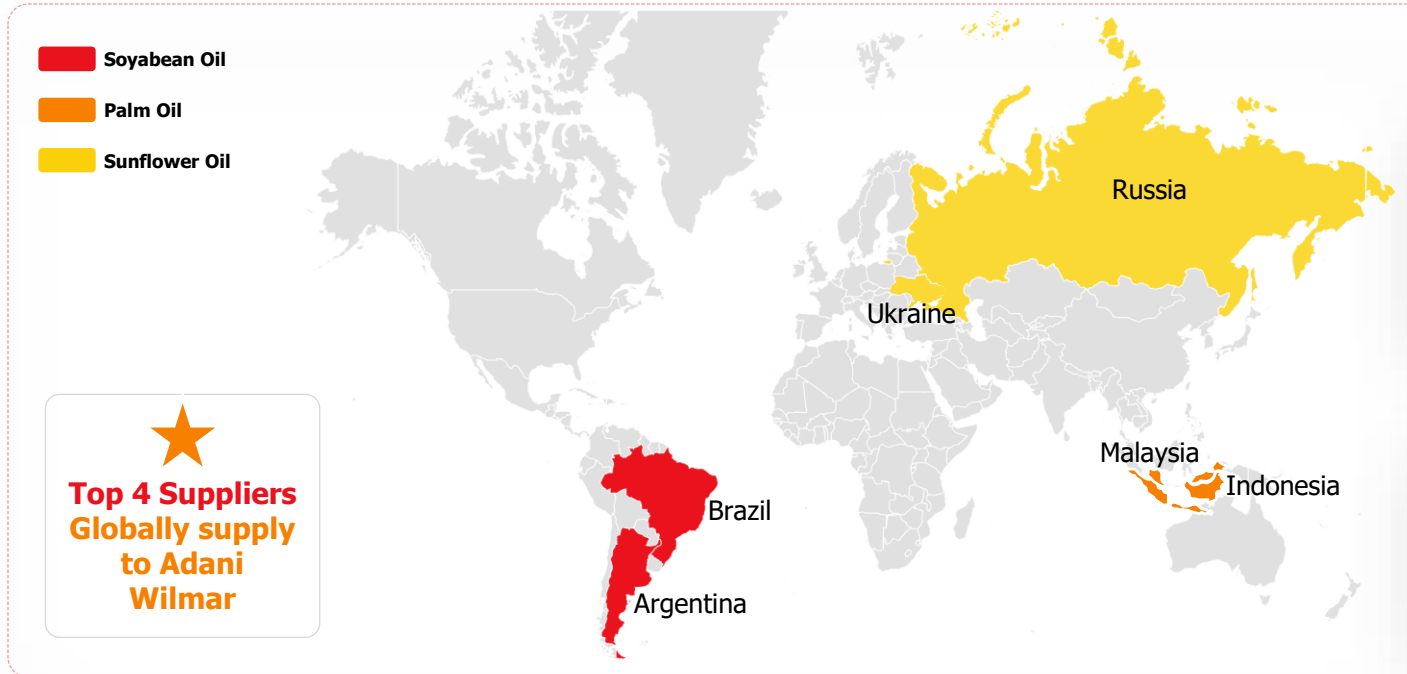 Soyabean Oil
Palm Oil
Sunflower Oil
Russia
Ukraine
Malaysia
Indonesia
Brazil
Argentina
Top 4 Suppliers
Globally supply
to Adani
Wilmar